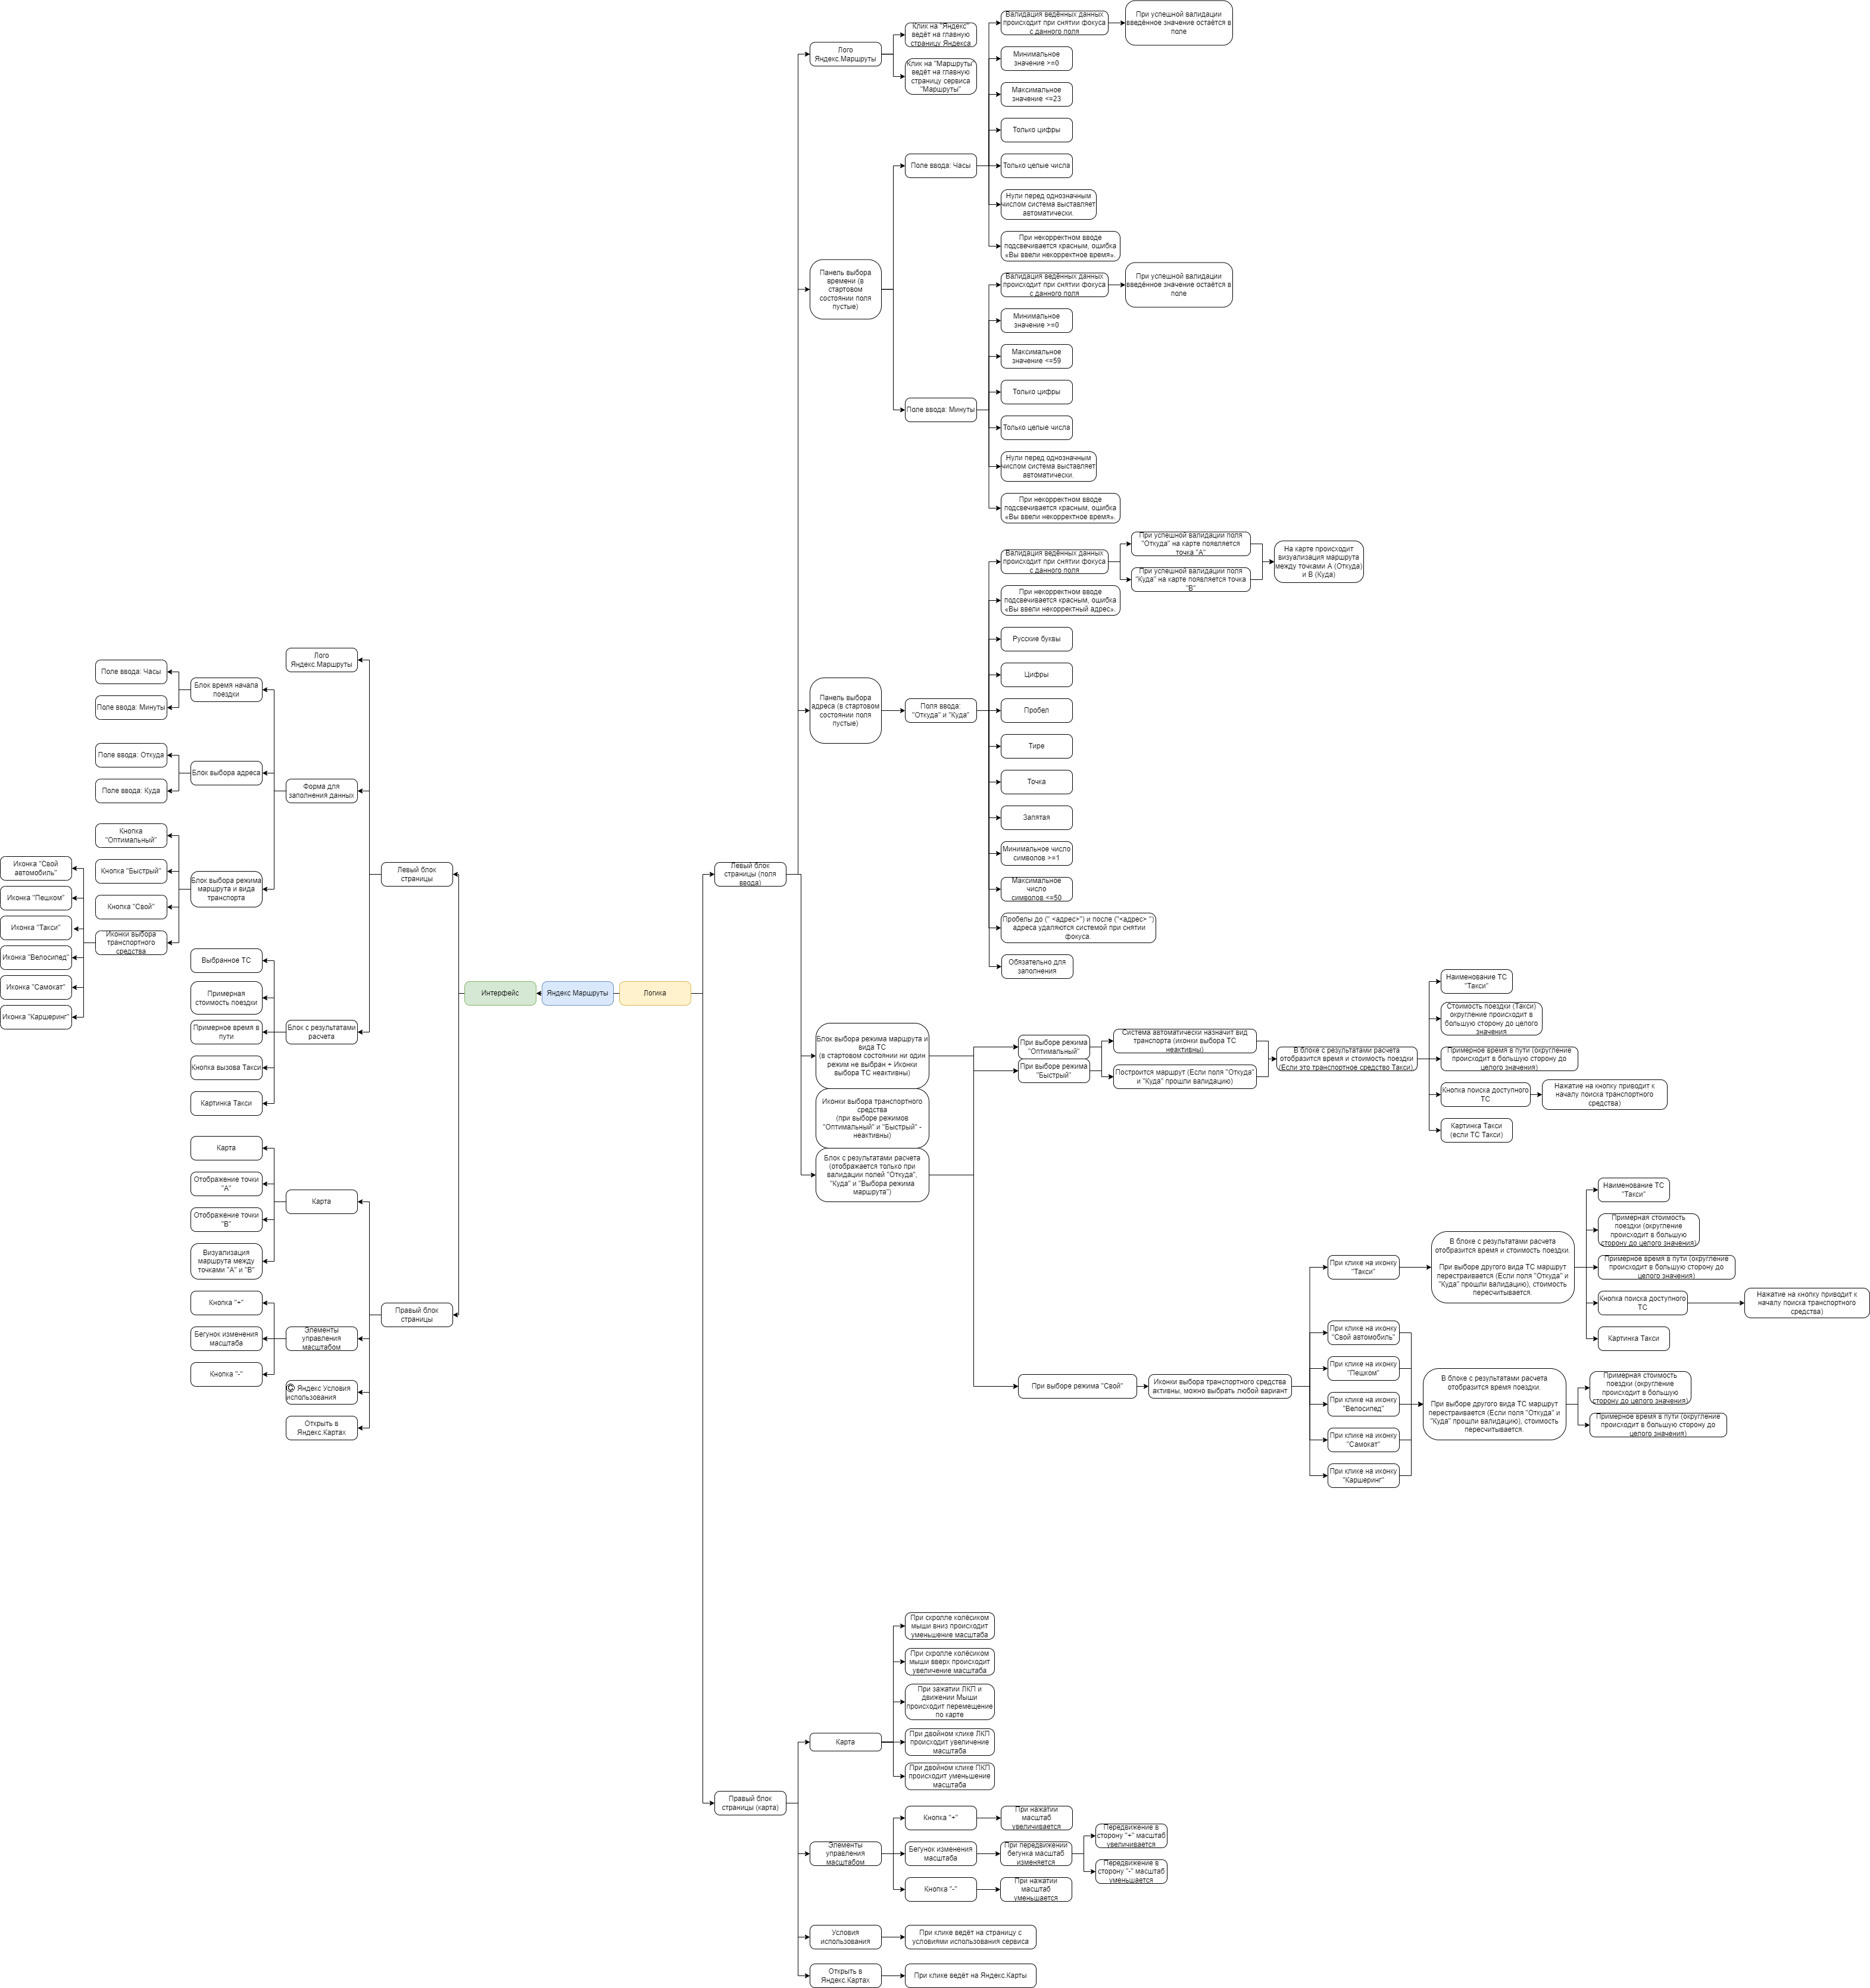 Лого
Яндекс.Маршруты
Клик на "Яндекс"
ведёт на главную
страницу Яндекса
Клик на "Маршруты"
ведёт на главную
страницу сервиса
"Маршруты"
Панель выбора
времени (в
стартовом
состоянии поля
пустые)
Поле ввода: Часы
Валидация ведённых данных
происходит при снятии фокуса
с данного поля
При успешной валидации
введённое значение остаётся в
поле
Минимальное
значение >=0
Максимальное
значение <=23
Только цифры
Только целые числа
Нули перед однозначным
числом система выставляет
автоматически.
При некорректном вводе
подсвечивается красным, ошибка
«Вы ввели некорректное время».
Поле ввода: Минуты
Валидация ведённых данных
происходит при снятии фокуса
с данного поля
При успешной валидации
введённое значение остаётся в
поле
Минимальное
значение >=0
Максимальное
значение <=59
Только цифры
Только целые числа
Нули перед однозначным
числом система выставляет
автоматически.
При некорректном вводе
подсвечивается красным, ошибка
«Вы ввели некорректное время».
Панель выбора
адреса (в стартовом
состоянии поля
пустые)
Поля ввода:
"Откуда" и "Куда"
Валидация ведённых данных
происходит при снятии фокуса
с данного поля
При успешной валидации поля
"Откуда" на карте появляется
точка "А"
При успешной валидации поля
"Куда" на карте появляется точка
"В"
На карте происходит
визуализация маршрута
между точками А (Откуда)
и В (Куда)
При некорректном вводе
подсвечивается красным, ошибка
«Вы ввели некорректный адрес».
Русские буквы
Цифры
Пробел
Тире
Точка
Запятая
Минимальное число
символов >=1
Максимальное
число
символов <=50
Пробелы до (" <адрес>") и после ("<адрес> ")
адреса удаляются системой при снятии
фокуса.
Обязательно для
заполнения
Лого
Яндекс.Маршруты
Поле ввода: Часы
Поле ввода: Минуты
Блок время начала
поездки
Поле ввода: Откуда
Поле ввода: Куда
Блок выбора адреса
Форма для
заполнения данных
Кнопка
"Оптимальный"
Кнопка "Быстрый"
Кнопка "Свой"
Иконки выбора
транспортного
средства
Блок выбора режима
маршрута и вида
транспорта
Иконка "Свой
автомобиль"
Иконка "Пешком"
Иконка "Такси"
Иконка "Велосипед"
Иконка "Самокат"
Иконка "Каршеринг"
Левый блок
страницы
Выбранное ТС
Примерная
стоимость поездки
Примерное время в
пути
Кнопка вызова Такси
Картинка Такси
Блок с результатами
расчета
Интерфейс
Яндекс Маршруты
Логика
Левый блок
страницы (поля
ввода)
Карта
Отображение точки
"А"
Отображение точки
"В"
Визуализация
маршрута между
точками "А" и "В"
Карта
Правый блок
страницы
Кнопка "+"
Бегунок изменения
масштаба
Кнопка "-"
Элементы
управления
масштабом
© Яндекс Условия
использования
Открыть в
Яндекс.Картах
Блок выбора режима маршрута и
вида ТС
(в стартовом состоянии ни один
режим не выбран + Иконки
выбора ТС неактивны)
Иконки выбора транспортного
средства
(при выборе режимов
"Оптимальный" и "Быстрый" -
неактивны)
Блок с результатами расчета
(отображается только при
валидации полей "Откуда",
"Куда" и "Выбора режима
маршрута")
При выборе режима
"Оптимальный"
При выборе режима
"Быстрый"
Система автоматически назначит вид
транспорта (иконки выбора ТС
неактивны)
Построится маршрут (Если поля "Откуда"
и "Куда" прошли валидацию)
В блоке с результатами расчета
отобразится время и стоимость поездки
(Если это транспортное средство Такси).
Наименование ТС
"Такси"
Стоимость поездки (Такси)
округление происходит в
большую сторону до целого
значения
Примерное время в пути (округление
происходит в большую сторону до
целого значения)
Кнопка поиска доступного
ТС
Нажатие на кнопку приводит к
началу поиска транспортного
средства)
Картинка Такси
(если ТС Такси)
При выборе режима "Свой"
Иконки выбора транспортного средства
активны, можно выбрать любой вариант
При клике на иконку
"Такси"
В блоке с результатами расчета
отобразится время и стоимость поездки.
При выборе другого вида ТС маршрут
перестраивается (Если поля "Откуда" и
"Куда" прошли валидацию), стоимость
пересчитывается.
Наименование ТС
"Такси"
Примерная стоимость
поездки (округление
происходит в большую
сторону до целого значения)
Примерное время в пути (округление
происходит в большую сторону до
целого значения)
Кнопка поиска доступного
ТС
Нажатие на кнопку приводит к
началу поиска транспортного
средства)
Картинка Такси
При клике на иконку
"Свой автомобиль"
При клике на иконку
"Пешком"
При клике на иконку
"Велосипед"
При клике на иконку
"Самокат"
При клике на иконку
"Каршеринг"
В блоке с результатами расчета
отобразится время поездки.
При выборе другого вида ТС маршрут
перестраивается (Если поля "Откуда" и
"Куда" прошли валидацию), стоимость
пересчитывается.
Примерная стоимость
поездки (округление
происходит в большую
сторону до целого значения)
Примерное время в пути (округление
происходит в большую сторону до
целого значения)
Правый блок
страницы (карта)
Карта
При скролле колёсиком
мыши вниз происходит
уменьшение масштаба
При скролле колёсиком
мыши вверх происходит
увеличение масштаба
При зажатии ЛКП и
движении Мыши
происходит перемещение
по карте
При двойном клике ЛКП
происходит увеличение
масштаба
При двойном клике ПКП
происходит уменьшение
масштаба
Элементы
управления
масштабом
Кнопка "+"
При нажатии
масштаб
увеличивается
Бегунок изменения
масштаба
При передвижении
бегунка масштаб
изменяется
Передвижение в
сторону "+" масштаб
увеличивается
Передвижение в
сторону "-" масштаб
уменьшается
Кнопка "-"
При нажатии
масштаб
уменьшается
Условия
использования
При клике ведёт на страницу с
условиями использования сервиса
Открыть в
Яндекс.Картах
При клике ведёт на Яндекс.Карты